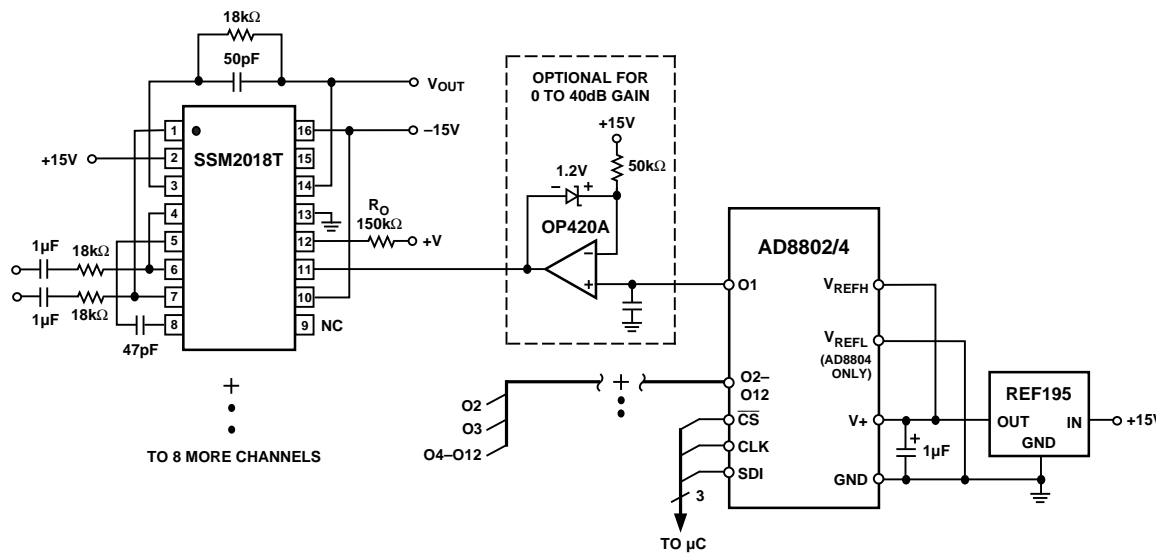 18kΩ
50pF
VOUT
–15V
+15V
SSM2018T
1
2
3
4
5
6
7
8
16
15
14
13
12
11
10
9
NC
RO
150kΩ
+V
1µF
18kΩ
1µF
18kΩ
47pF
+
TO 8 MORE CHANNELS
OPTIONAL FOR
0 TO 40dB GAIN
+15V
50kΩ
1.2V
– +
OP420A
–
+
AD8802/4
O1
O2–
O12
CS
CLK
SDI
VREFH
VREFL
(AD8804
ONLY)
V+
GND
O2
O3
O4–O12
+
3
TO µC
+
1µF
REF195
OUT
IN
GND
+15V